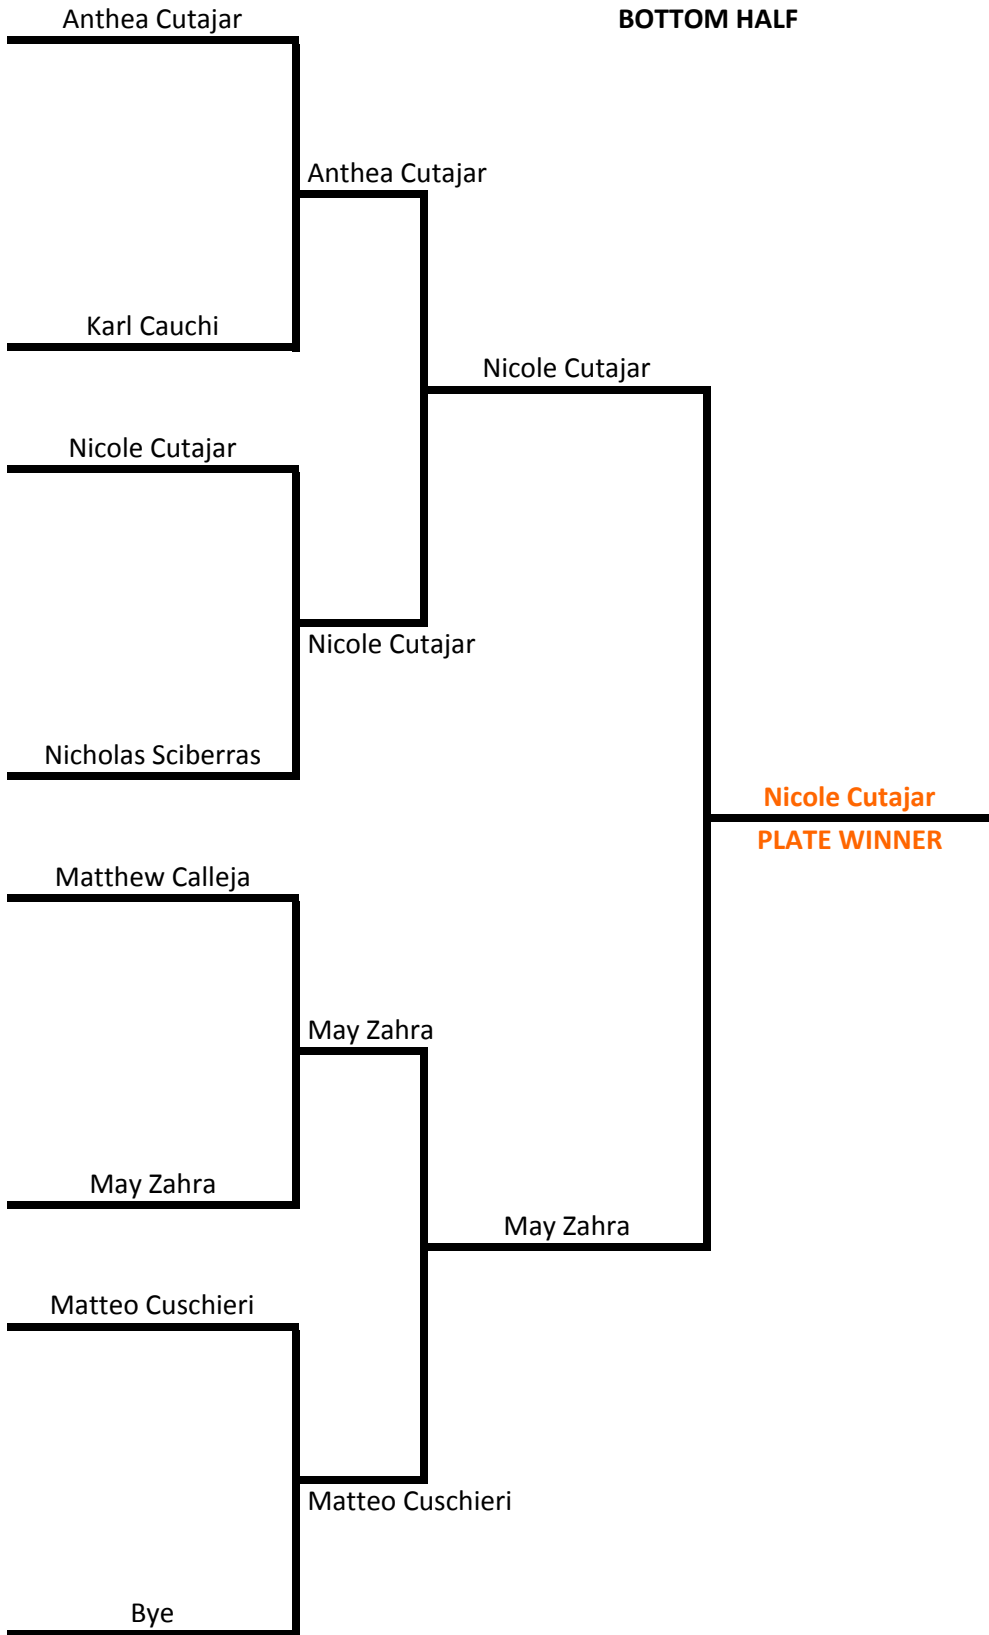 Anthea Cutajar
BOTTOM HALF
Anthea Cutajar
Karl Cauchi
Nicole Cutajar
Nicole Cutajar
Nicole Cutajar
Nicholas Sciberras
Nicole Cutajar
PLATE WINNER
Matthew Calleja
May Zahra
May Zahra
May Zahra
Matteo Cuschieri
Matteo Cuschieri
Bye